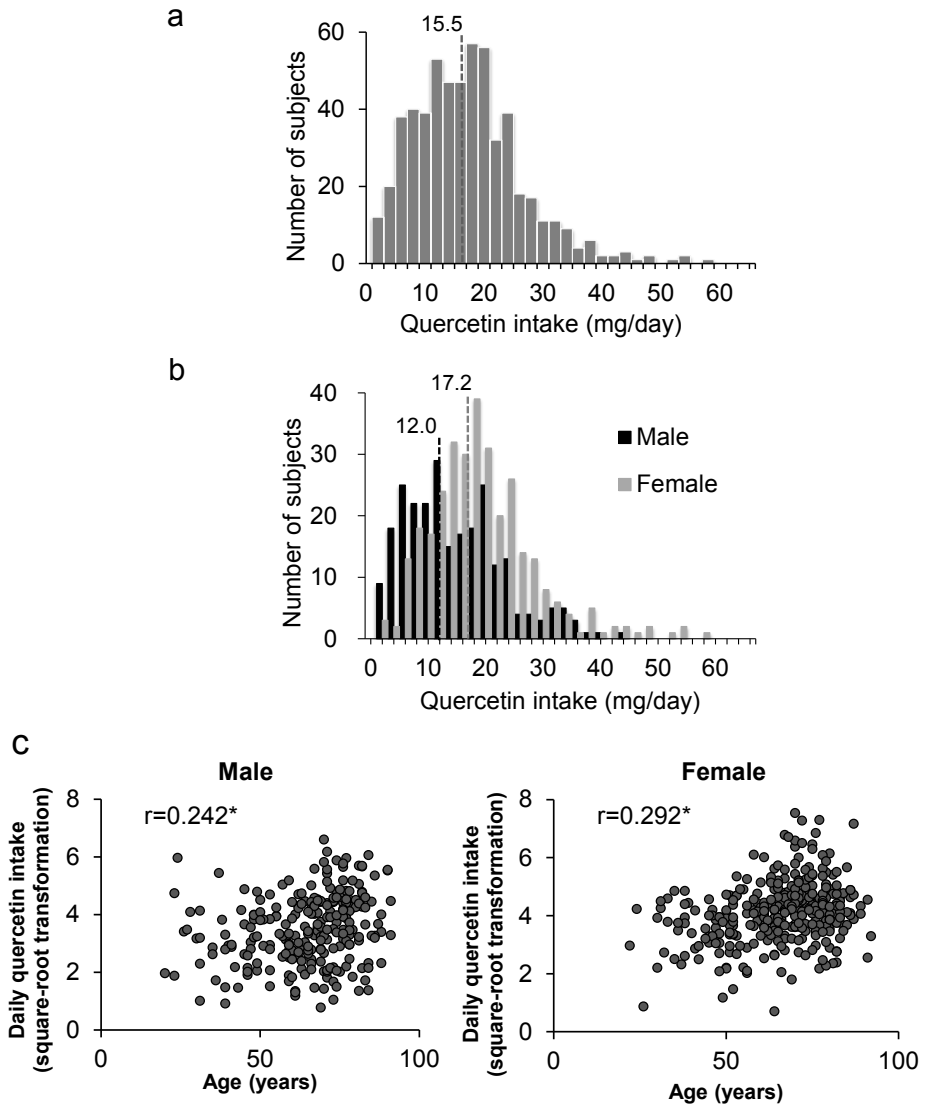 a
15.5
60
40
20
0
Number of subjects
0 10 20 30 40 50 60
Quercetin intake (mg/day)
b
17.2
12.0
40
30
20
10
0
Number of subjects
Male
Female
0 10 20 30 40 50 60
Quercetin intake (mg/day)
c
Male
r=0.242*
8
6
4
2
0
Daily quercetin intake
(square-root transformation)
0 50 100
Age (years)
Female
r=0.292*
8
6
4
2
0
Daily quercetin intake
(square-root transformation)
0 50 100
Age (years)